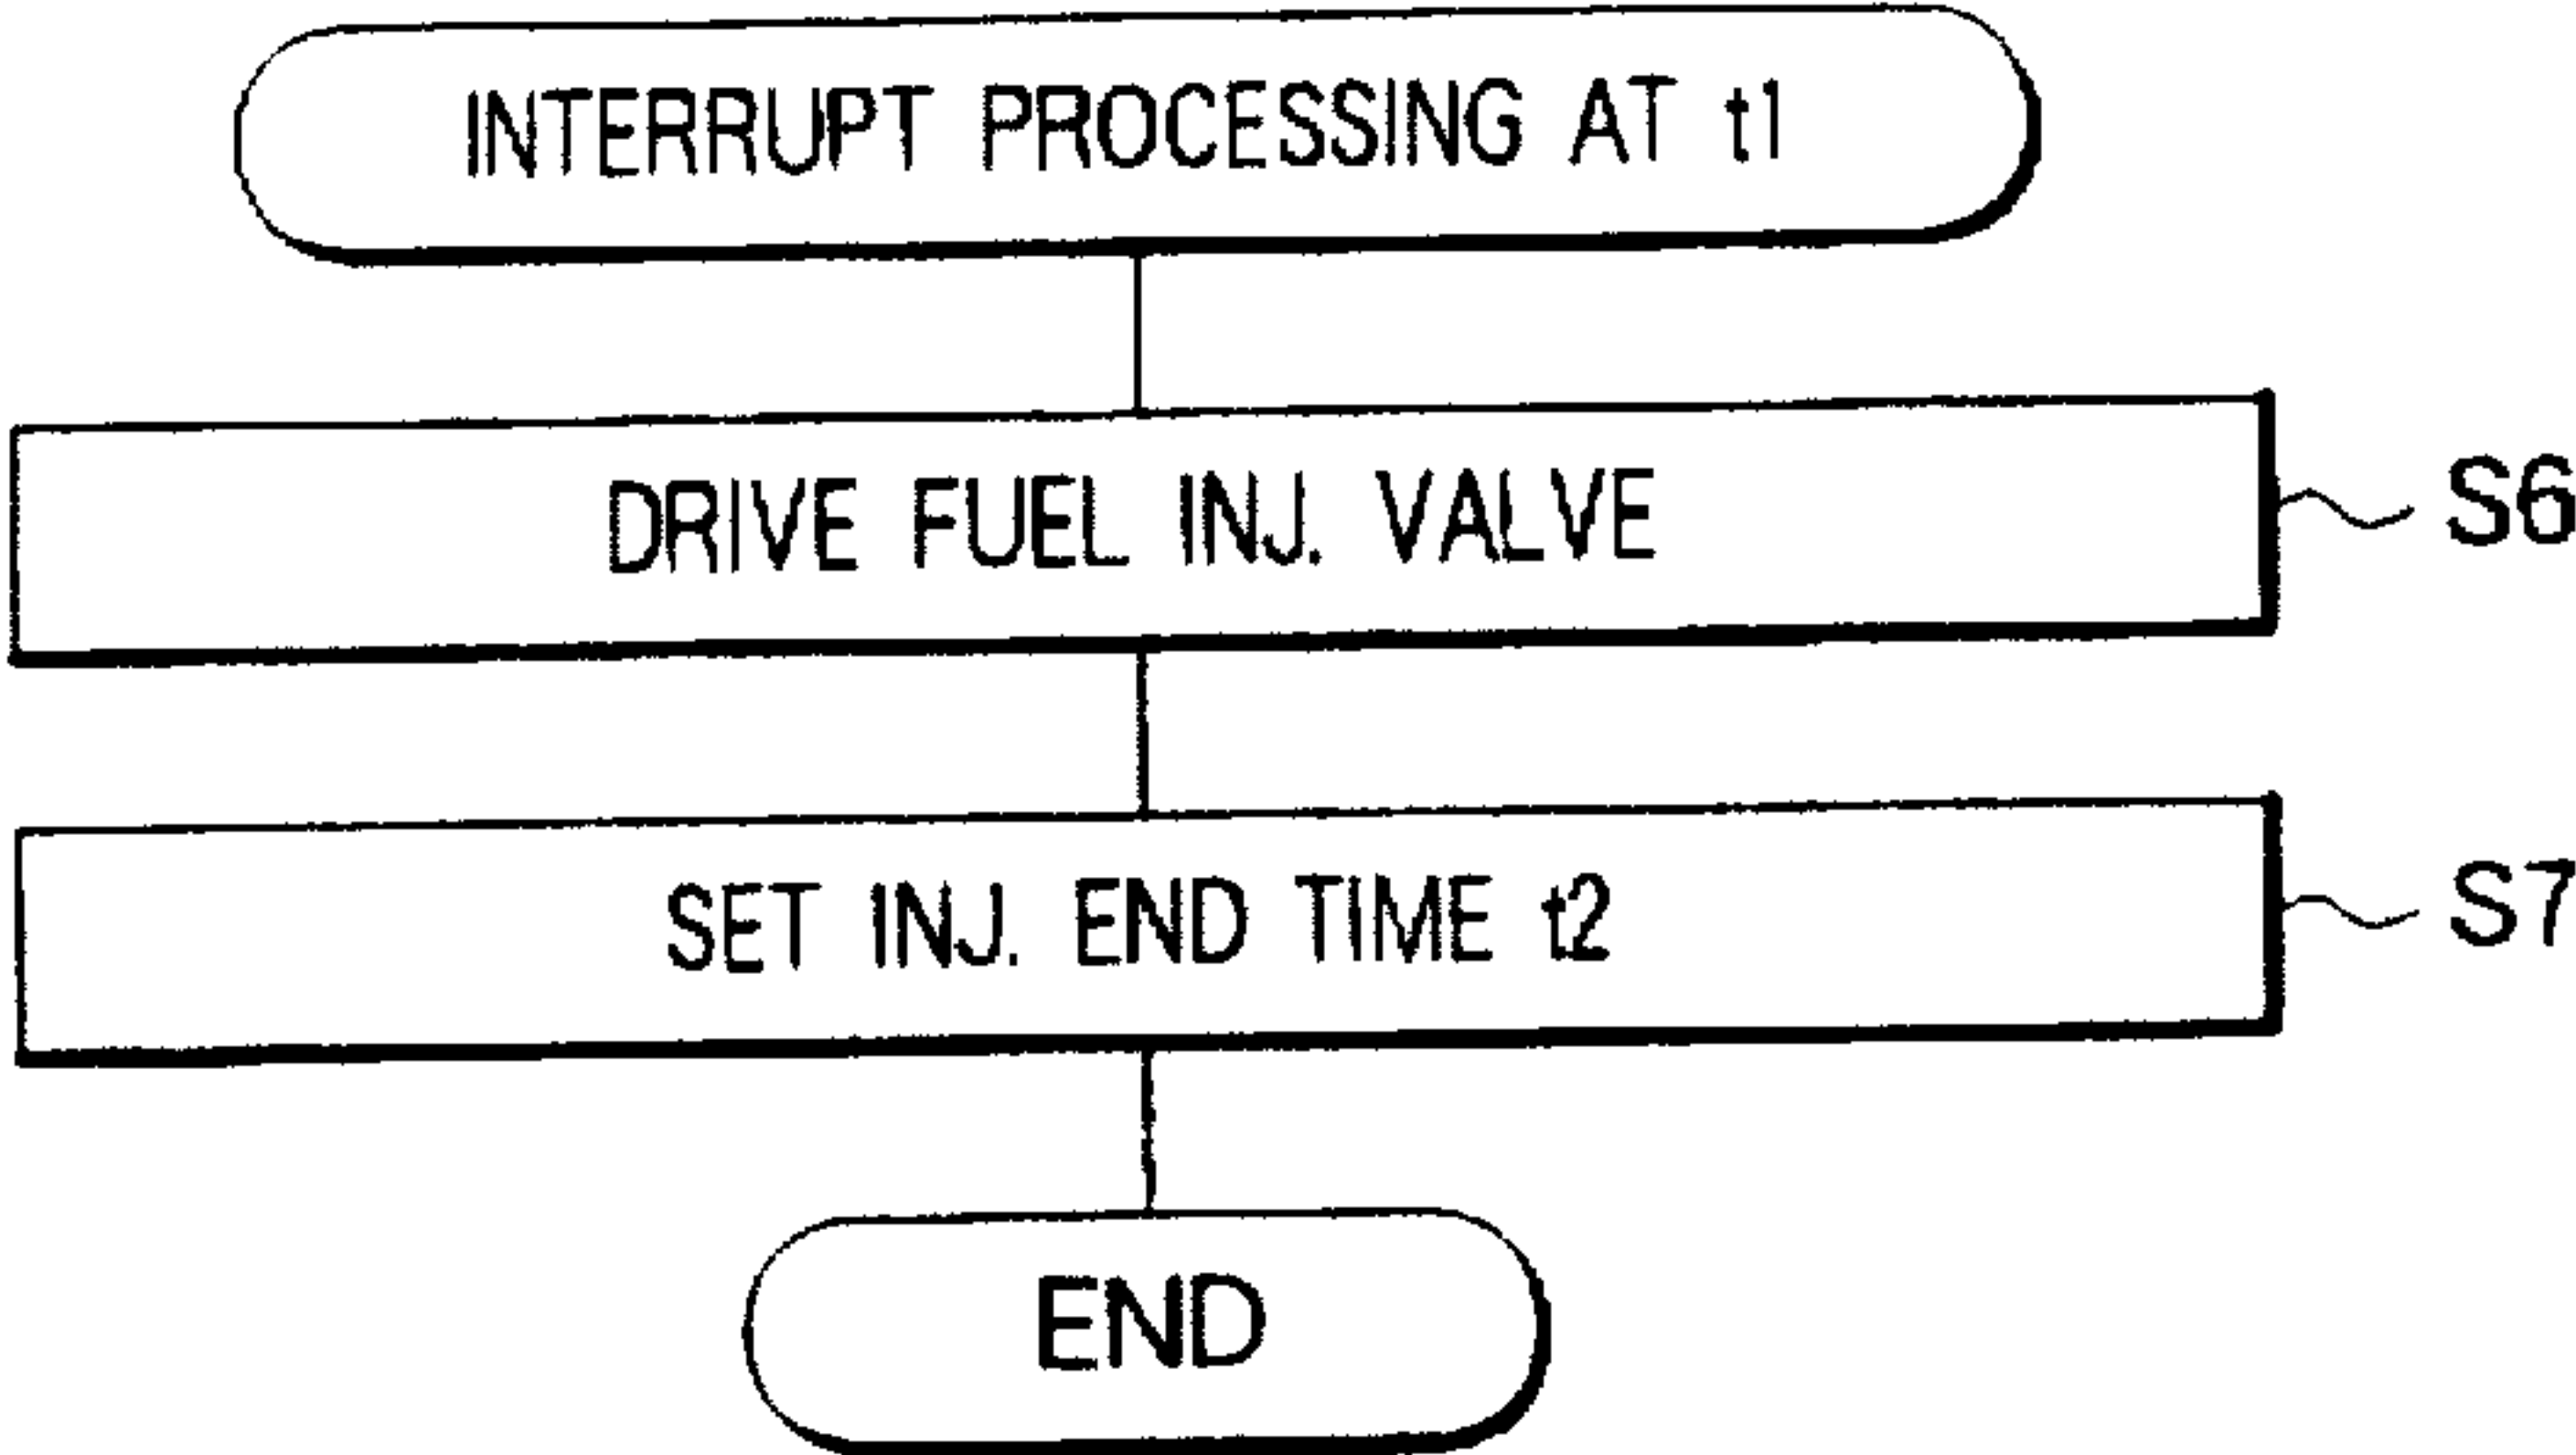 INTERRUPT PROCESSING AT t1
DRIVE FUEL INJ. VALVE
S6
SET INJ. END TIME t2
S7
END